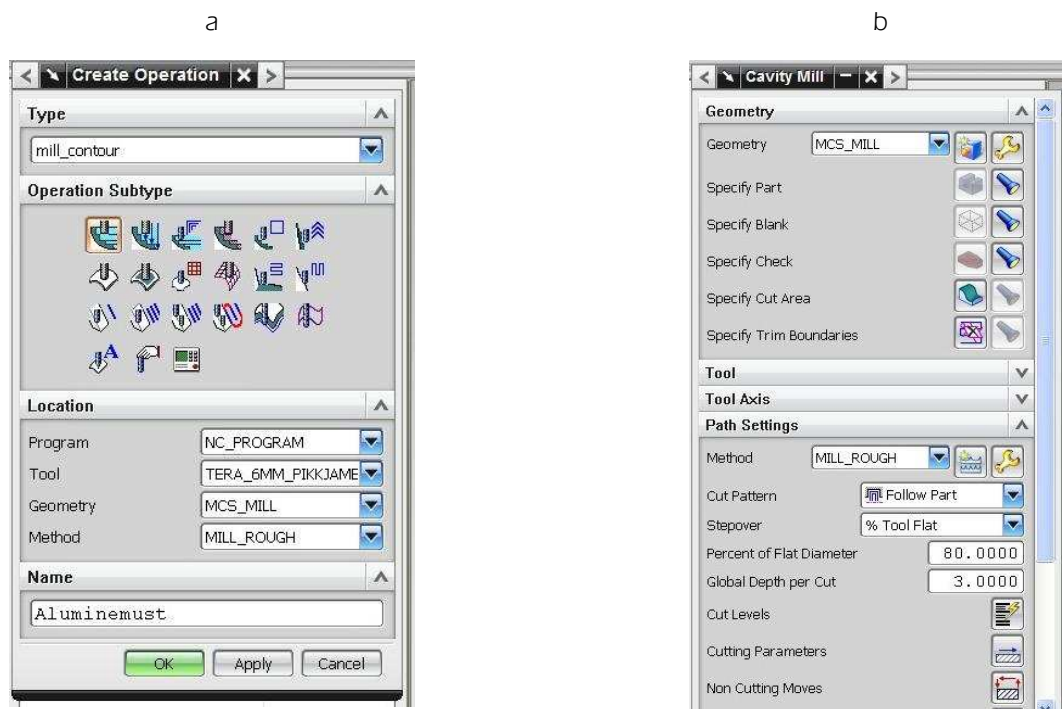 a
b
Create Operation
Type
mill_contour
Operation Subtype
Location
Program NC_PROGRAM
Tool TERA_6MM_PIKKJAME
Geometry MCS_MILL
Method MILL_ROUGH
Name
Aluminemust
OK Apply Cancel
Cavity Mill
Geometry
Geometry MCS_MILL
Specify Part
Specify Blank
Specify Check
Specify Cut Area
Specify Trim Boundaries
Tool
Tool Axis
Path Settings
Method MILL_ROUGH
Cut Pattern Follow Part
Stepover % Tool Flat
Percent of Flat Diameter 80.0000
Global Depth per Cut 3.0000
Cut Levels
Cutting Parameters
Non Cutting Moves